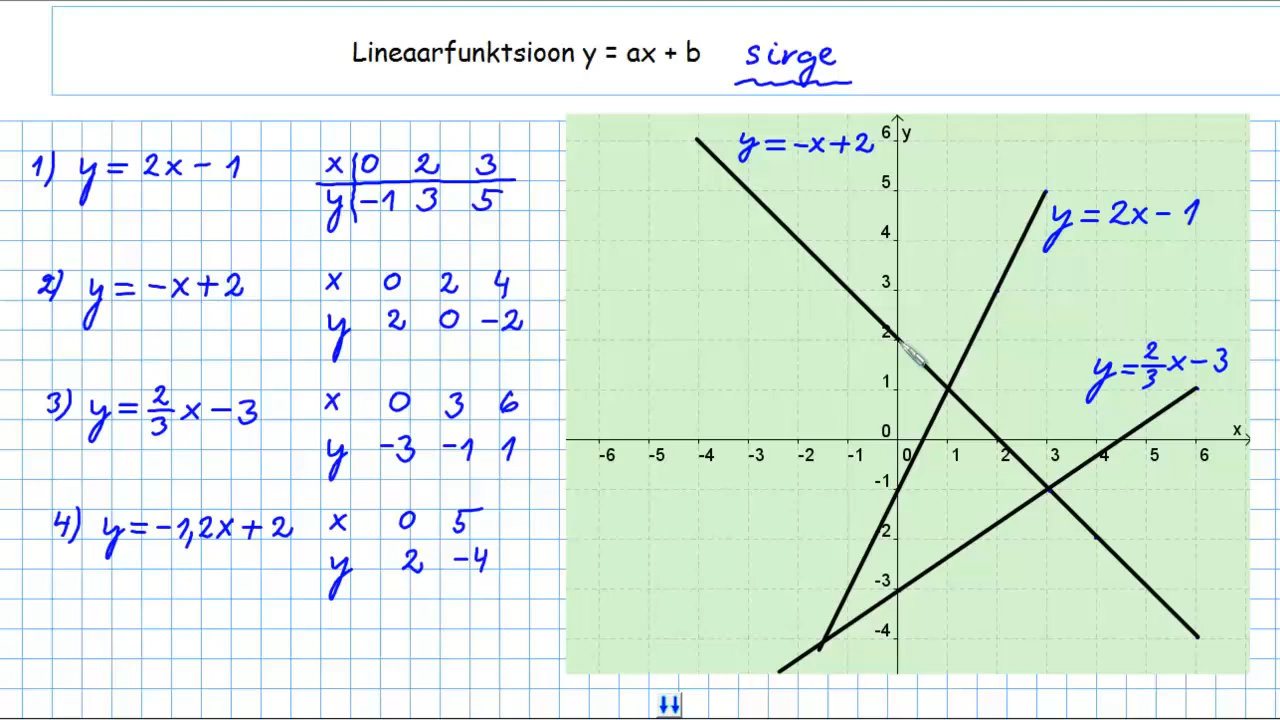 Lineaarfunktsioon y = ax + b sirge
1) y = 2x - 1
x 0 2 3
y -1 3 5
2) y = -x + 2
x 0 2 4
y 2 0 -2
3) y = 2/3 x - 3
x 0 3 6
y -3 -1 1
4) y = -1,2x + 2
x 0 5
y 2 -4
y = -x + 2
y = 2x - 1
y = 2/3 x - 3
y
6
5
4
3
2
1
0
-1
-2
-3
-4
-6 -5 -4 -3 -2 -1 0 1 2 3 4 5 6
x